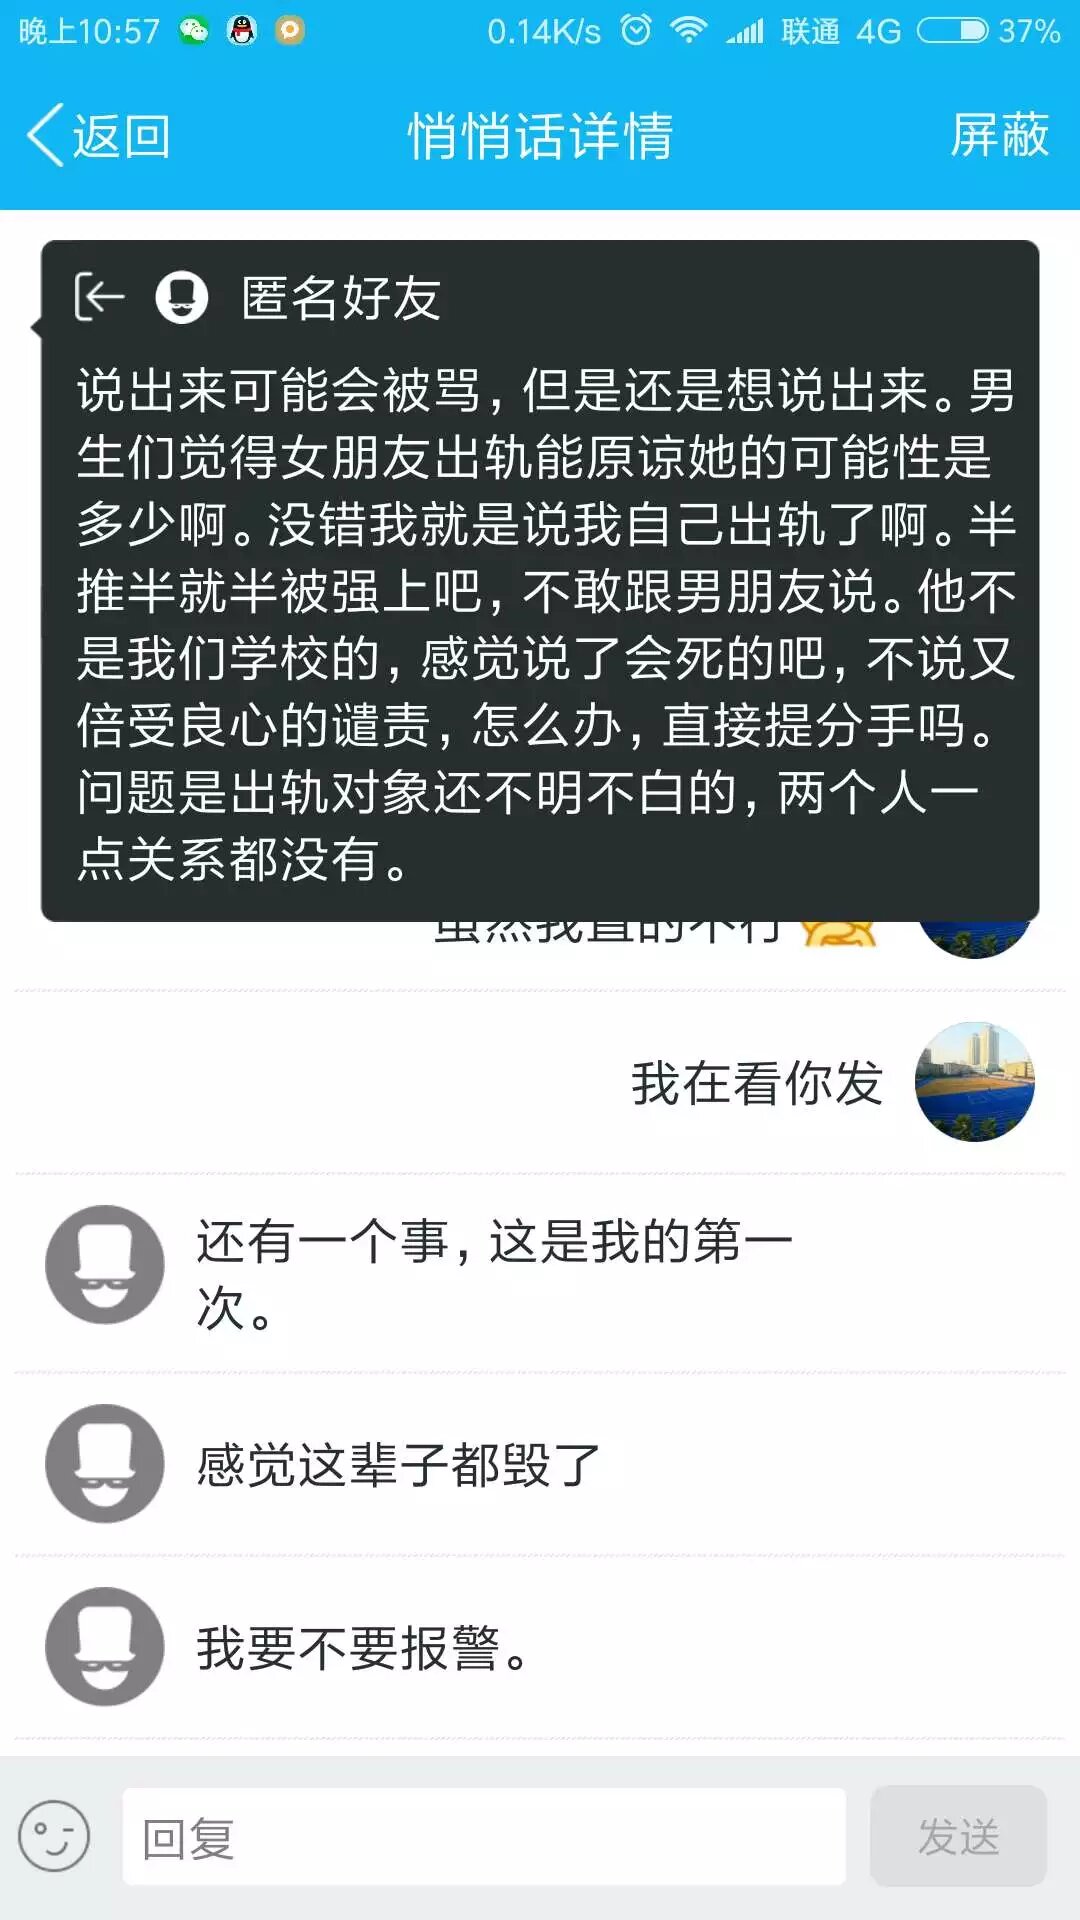 晚上10:57
0.14K/s
联通 4G
37%
返回
悄悄话详情
屏蔽
匿名好友
说出来可能会被骂，但是还是想说出来。男
生们觉得女朋友出轨能原谅她的可能性是
多少啊。没错我就是说我自己出轨了啊。半
推半就半被强上吧，不敢跟男朋友说。他不
是我们学校的，感觉说了会死的吧，不说又
倍受良心的谴责，怎么办，直接提分手吗。
问题是出轨对象还不明不白的，两个人一
点关系都没有。
虽然我真的不行
我在看你发
还有一个事，这是我的第一
次。
感觉这辈子都毁了
我要不要报警。
回复
发送